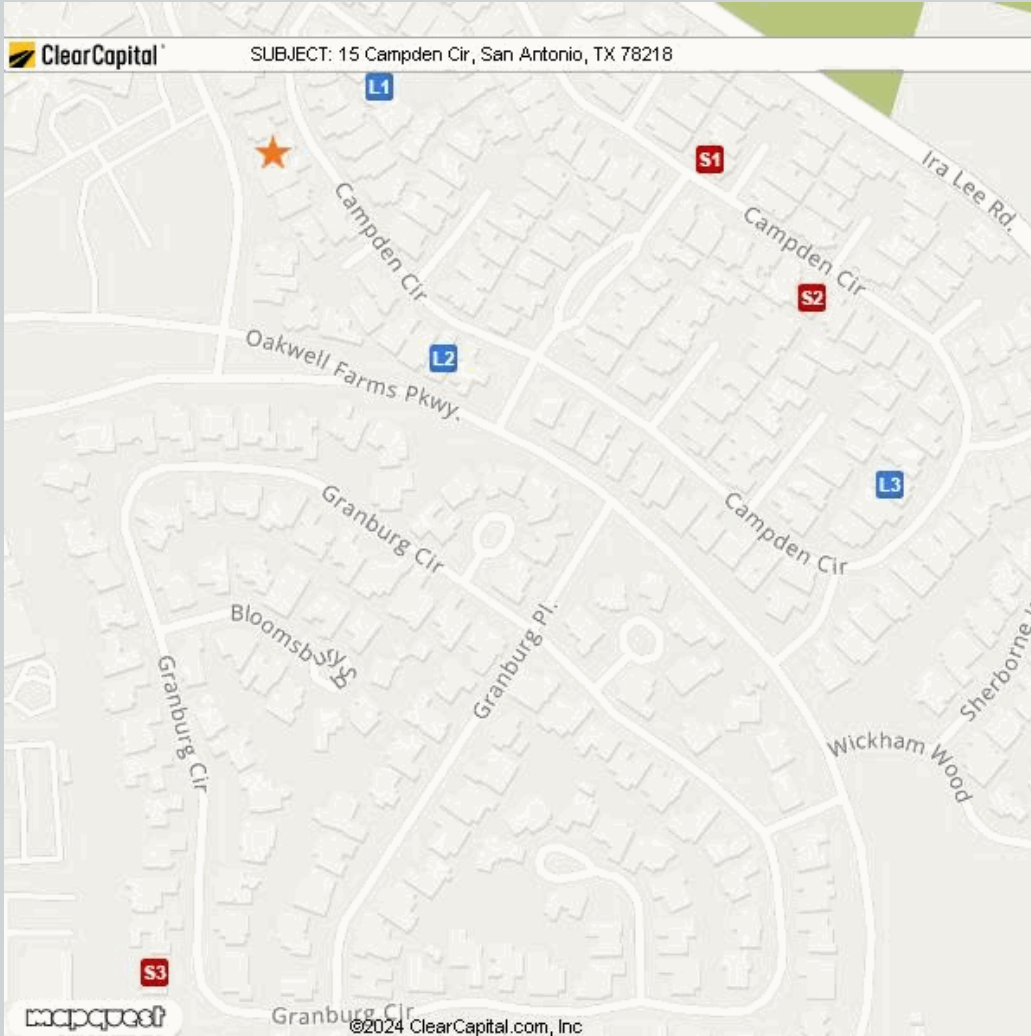 ClearCapital
SUBJECT: 15 Campden Cir, San Antonio, TX 78218
L1
S1
Ira Lee Rd.
Campden Cir
Campden Cir
S2
Oakwell Farms Pkwy.
L2
L3
Granburg Cir
Campden Cir
Granburg Pl.
Granburg Cir
Sherborne
Wickham Wood
S3
mapquest
Granburg Cir
©2024 ClearCapital.com, Inc